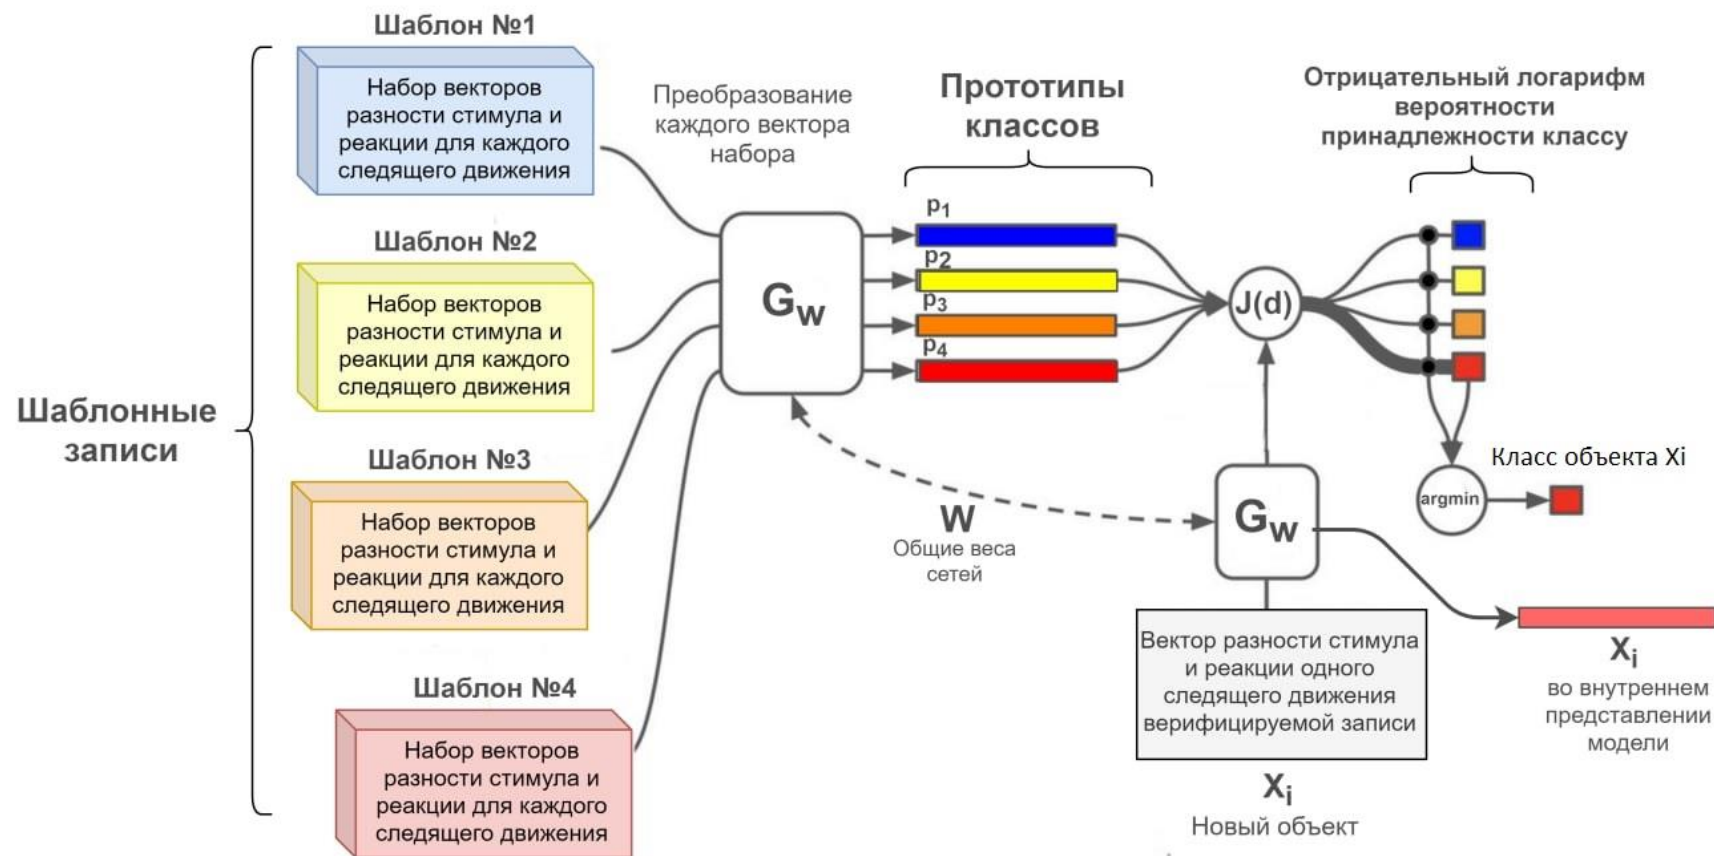 Шаблонные
записи
Шаблон №1
Набор векторов
разности стимула и
реакции для каждого
следящего движения
Шаблон №2
Набор векторов
разности стимула и
реакции для каждого
следящего движения
Шаблон №3
Набор векторов
разности стимула и
реакции для каждого
следящего движения
Шаблон №4
Набор векторов
разности стимула и
реакции для каждого
следящего движения
Преобразование
каждого вектора
набора
Gw
Прототипы
классов
p1
p2
p3
p4
J(d)
Отрицательный логарифм
вероятности
принадлежности классу
argmin
Класс объекта Xi
W
Общие веса
сетей
Gw
Вектор разности стимула
и реакции одного
следящего движения
верифицируемой записи
Xi
Новый объект
Xi
во внутреннем
представлении
модели